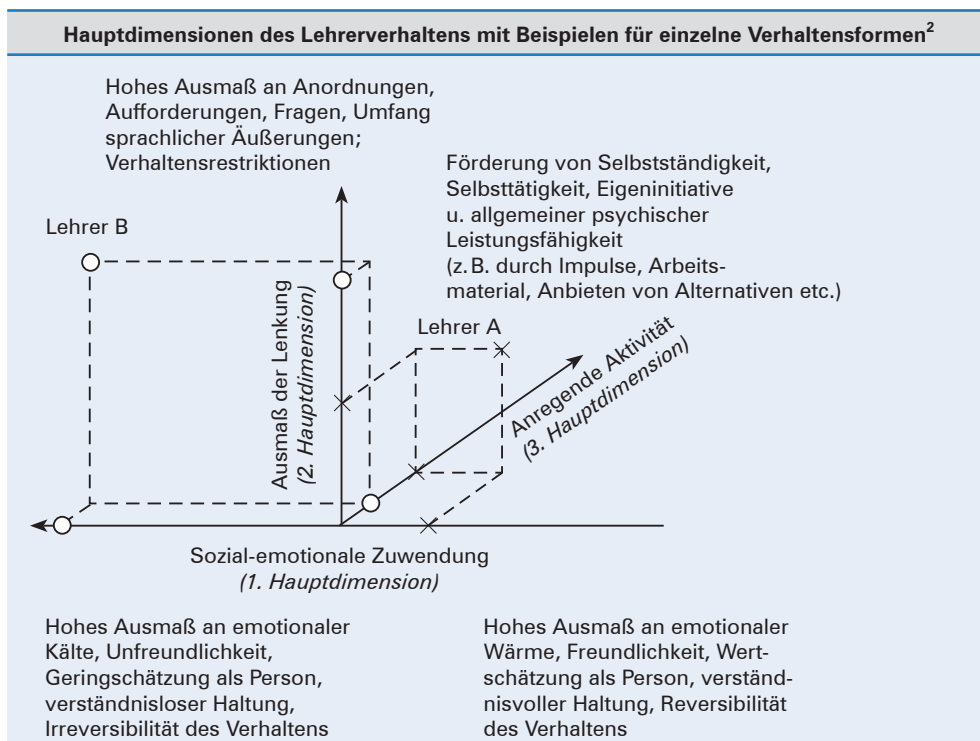 Hauptdimensionen des Lehrerverhaltens mit Beispielen für einzelne Verhaltensformen²
Hohes Ausmaß an Anordnungen,
Aufforderungen, Fragen, Umfang
sprachlicher Äußerungen;
Verhaltensrestriktionen
Förderung von Selbstständigkeit,
Selbsttätigkeit, Eigeninitiative
u. allgemeiner psychischer
Leistungsfähigkeit
(z. B. durch Impulse, Arbeits-
material, Anbieten von Alternativen etc.)
Lehrer B
Lehrer A
Ausmaß der Lenkung
(2. Hauptdimension)
Anregende Aktivität
(3. Hauptdimension)
Sozial-emotionale Zuwendung
(1. Hauptdimension)
Hohes Ausmaß an emotionaler
Kälte, Unfreundlichkeit,
Geringschätzung als Person,
verständnisloser Haltung,
Irreversibilität des Verhaltens
Hohes Ausmaß an emotionaler
Wärme, Freundlichkeit, Wert-
schätzung als Person, verständ-
nisvoller Haltung, Reversibilität
des Verhaltens